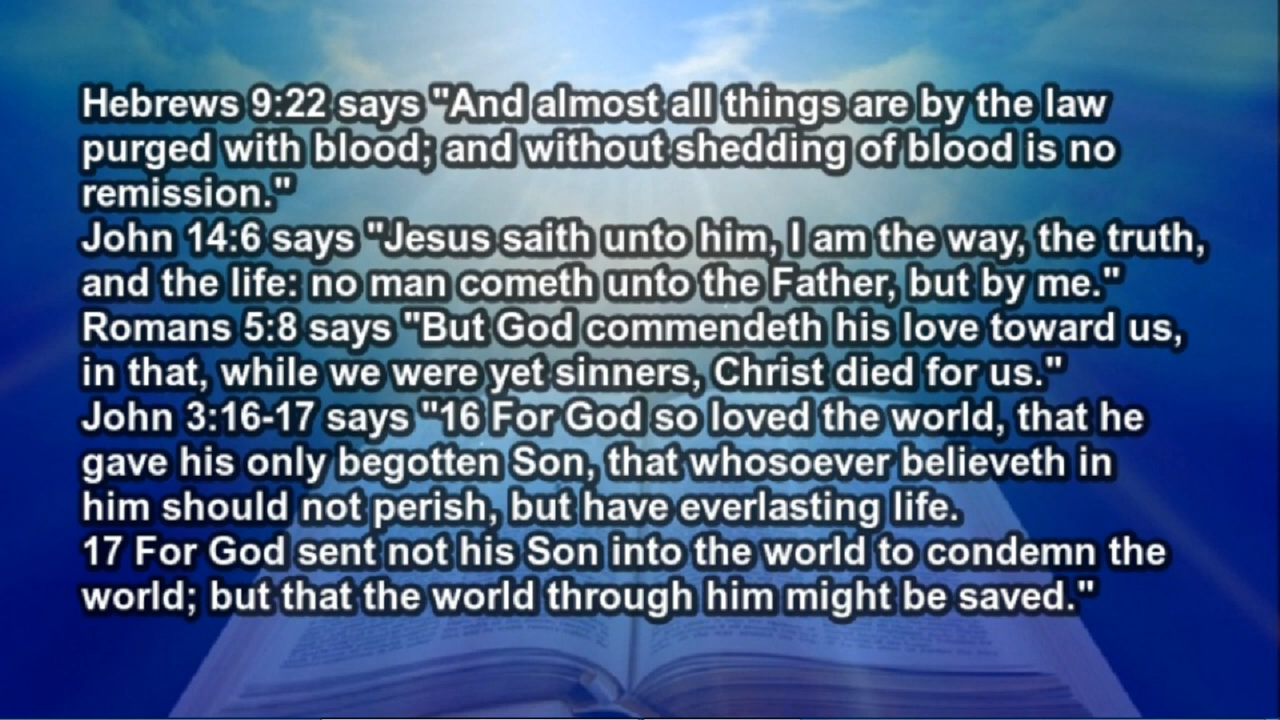 Hebrews 9:22 says "And almost all things are by the law
purged with blood; and without shedding of blood is no
remission."
John 14:6 says "Jesus saith unto him, I am the way, the truth,
and the life: no man cometh unto the Father, but by me."
Romans 5:8 says "But God commendeth his love toward us,
in that, while we were yet sinners, Christ died for us."
John 3:16-17 says "16 For God so loved the world, that he
gave his only begotten Son, that whosoever believeth in
him should not perish, but have everlasting life.
17 For God sent not his Son into the world to condemn the
world; but that the world through him might be saved."